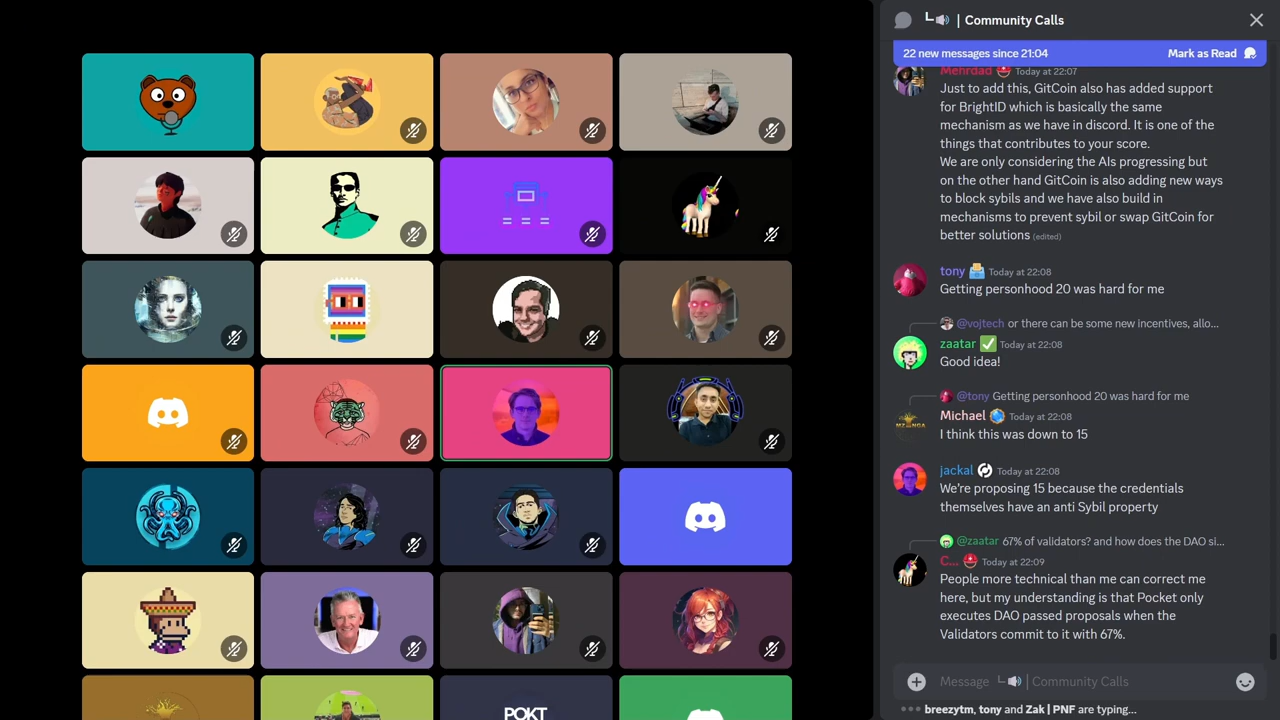 ┗🔊 | Community Calls
22 new messages since 21:04
Mark as Read
Mehrdad Today at 22:07
Just to add this, GitCoin also has added support
for BrightID which is basically the same
mechanism as we have in discord. It is one of the
things that contributes to your score.
We are only considering the AIs progressing but
on the other hand GitCoin is also adding new ways
to block sybils and we have also build in
mechanisms to prevent sybil or swap GitCoin for
better solutions (edited)
tony Today at 22:08
Getting personhood 20 was hard for me
@vojtech or there can be some new incentives, allo...
zaatar ✅ Today at 22:08
Good idea!
@tony Getting personhood 20 was hard for me
Michael Today at 22:08
I think this was down to 15
jackal Today at 22:08
We're proposing 15 because the credentials
themselves have an anti Sybil property
@zaatar 67% of validators? and how does the DAO si...
C... Today at 22:09
People more technical than me can correct me
here, but my understanding is that Pocket only
executes DAO passed proposals when the
Validators commit to it with 67%.
Message ┗🔊 | Community Calls
breezytm, tony and Zak | PNF are typing...
POKT